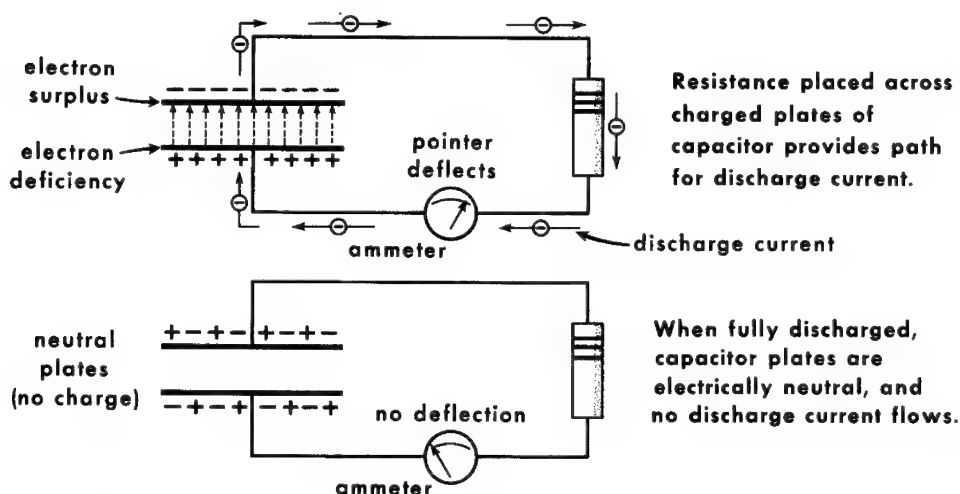 electron
surplus
electron
deficiency
− − − − − − − − −
+ + + + + + + + +
pointer
deflects
ammeter
Resistance placed across
charged plates of
capacitor provides path
for discharge current.
discharge current
neutral
plates
(no charge)
+ − + − + − + − + −
− + − + − + − + − +
no deflection
ammeter
When fully discharged,
capacitor plates are
electrically neutral, and
no discharge current flows.